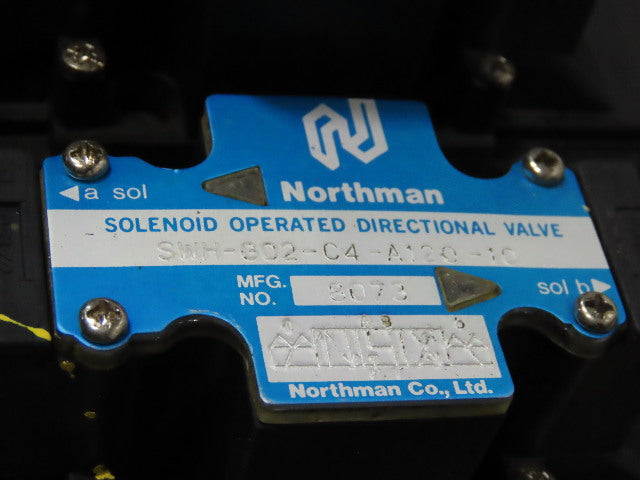 Northman
◀a sol
SOLENOID OPERATED DIRECTIONAL VALVE
SWH-G02-C4-A120-10
MFG. NO. 8073
sol b▶
a A B b
Northman Co., Ltd.